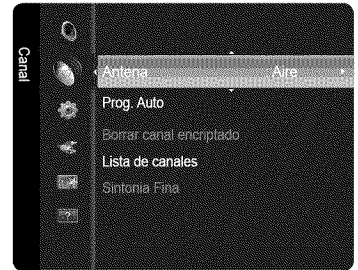 Canal
Antena Aire
Prog. Auto
Borrar canal encriptado
Lista de canales
Sintonia Fina
?